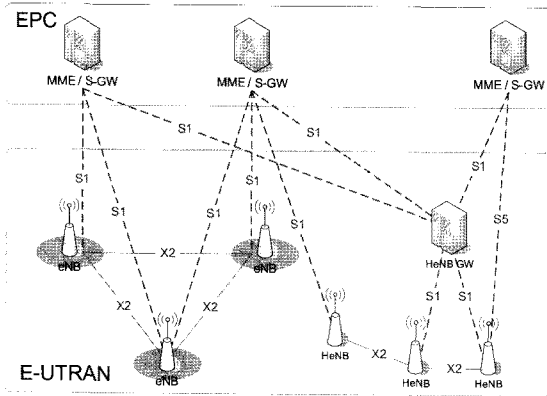 EPC
MME / S-GW
MME / S-GW
MME / S-GW
S1
S1
S1
S1
S1
S1
S1
S1
S5
HeNB GW
eNB
X2
eNB
X2
X2
S1
S1
HeNB
X2
X2
E-UTRAN
eNB
HeNB
HeNB